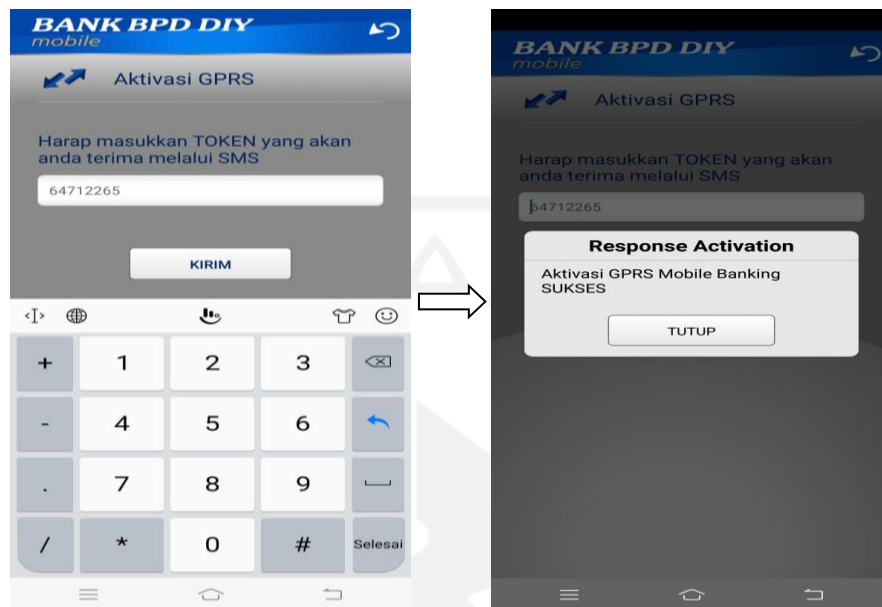 BANK BPD DIY
mobile
Aktivasi GPRS
Harap masukkan TOKEN yang akan
anda terima melalui SMS
64712265
KIRIM
+ 1 2 3
- 4 5 6
. 7 8 9
/ * 0 # Selesai
BANK BPD DIY
mobile
Aktivasi GPRS
Harap masukkan TOKEN yang akan
anda terima melalui SMS
64712265
Response Activation
Aktivasi GPRS Mobile Banking
SUKSES
TUTUP